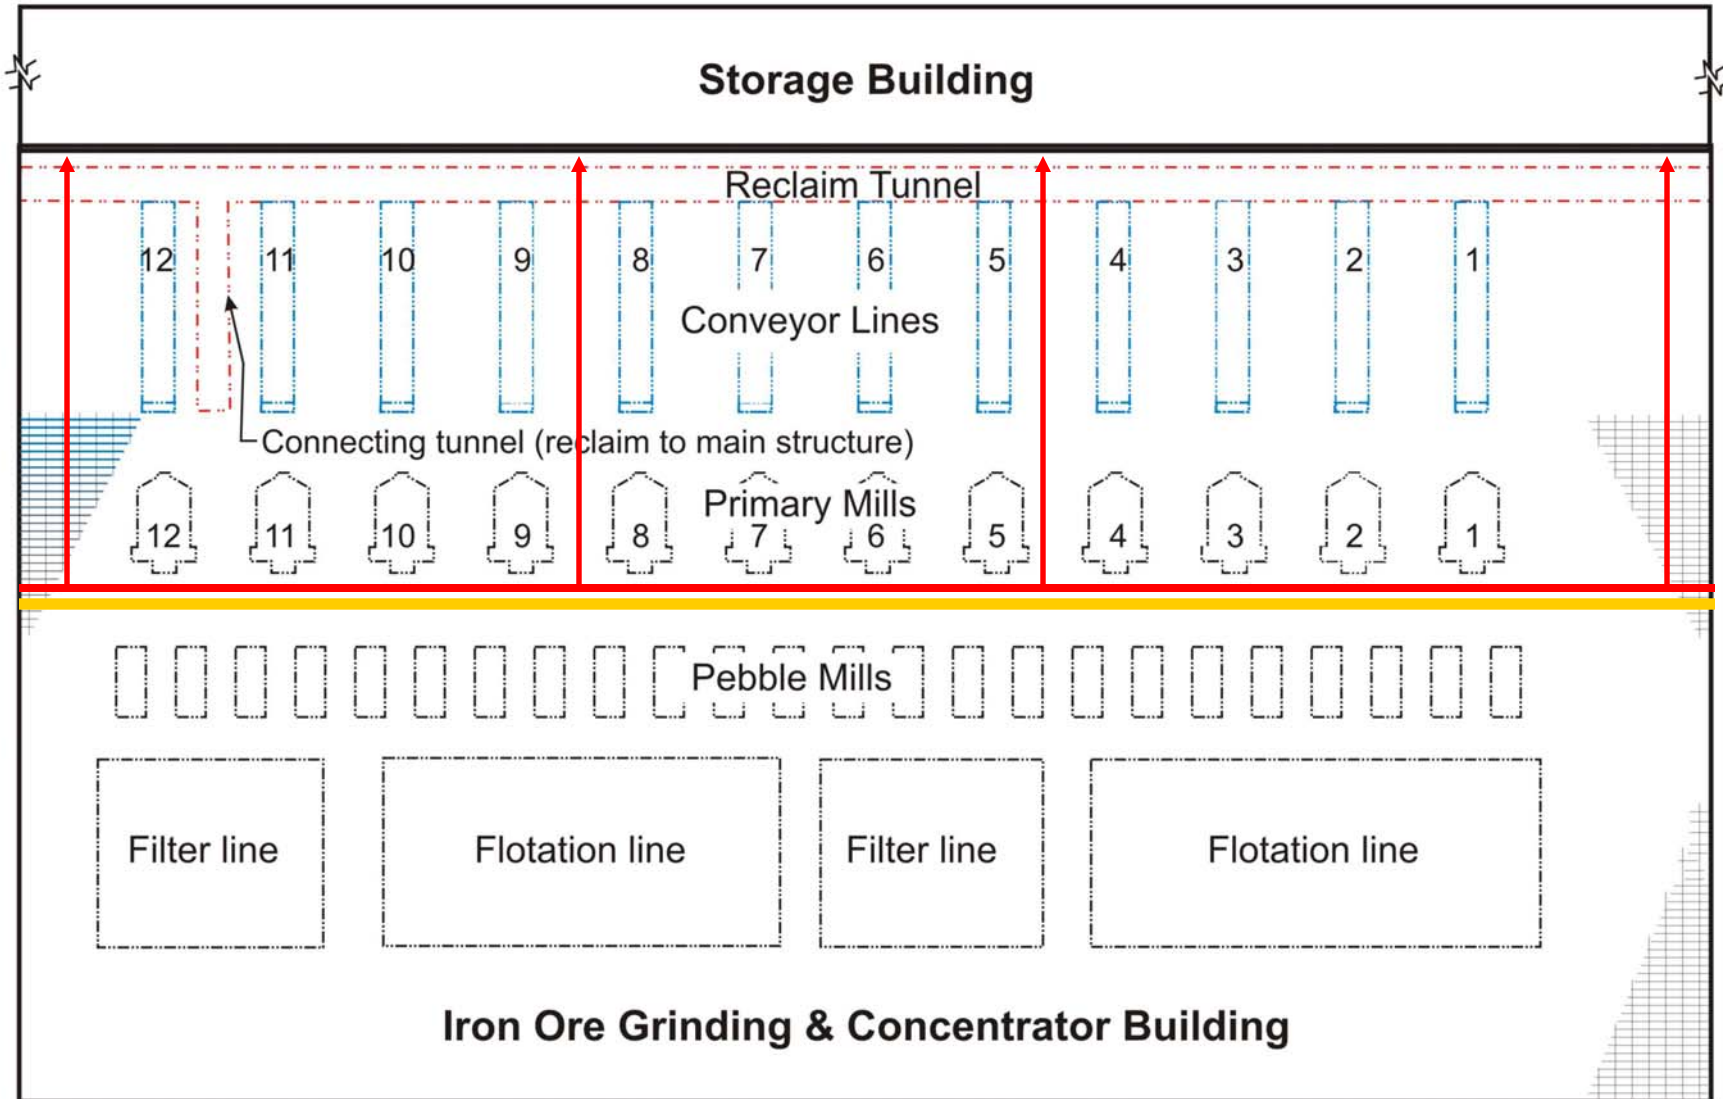 Storage Building
Reclaim Tunnel
12 11 10 9 8 7 6 5 4 3 2 1
Conveyor Lines
Connecting tunnel (reclaim to main structure)
Primary Mills
12 11 10 9 8 7 6 5 4 3 2 1
Pebble Mills
Filter line Flotation line Filter line Flotation line
Iron Ore Grinding & Concentrator Building